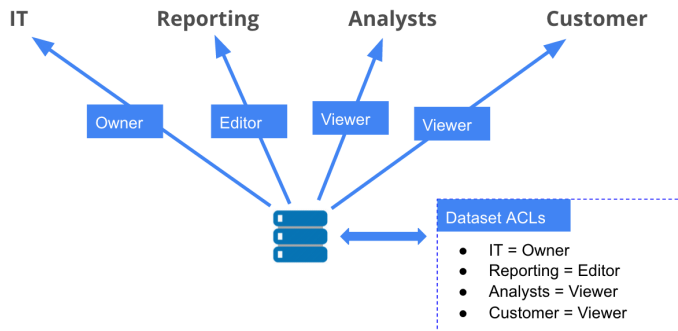 IT Reporting Analysts Customer
Owner Editor Viewer Viewer
Dataset ACLs
● IT = Owner
● Reporting = Editor
● Analysts = Viewer
● Customer = Viewer